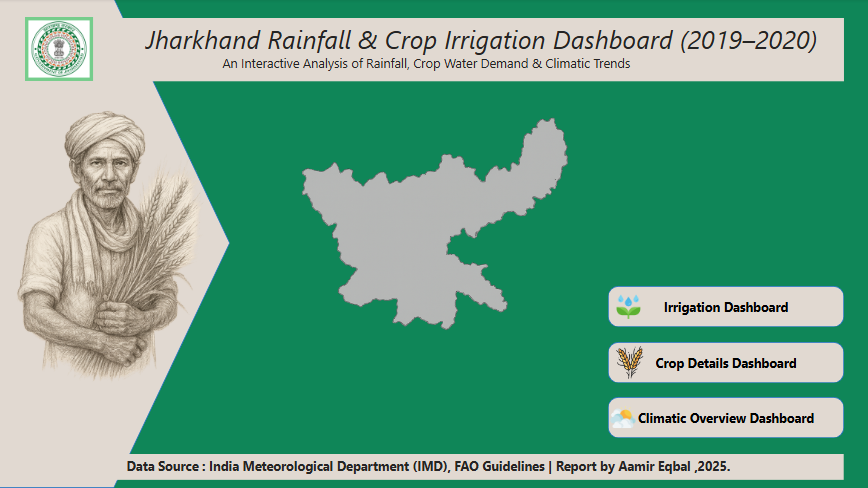 Jharkhand Rainfall & Crop Irrigation Dashboard (2019–2020)
An Interactive Analysis of Rainfall, Crop Water Demand & Climatic Trends
Irrigation Dashboard
Crop Details Dashboard
Climatic Overview Dashboard
Data Source : India Meteorological Department (IMD), FAO Guidelines | Report by Aamir Eqbal ,2025.